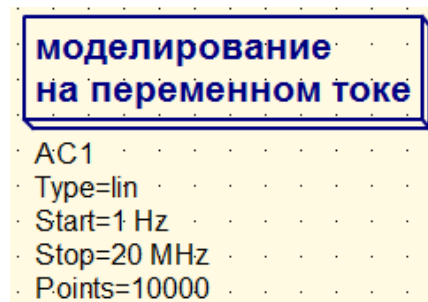 моделирование
на переменном токе
AC1
Type=lin
Start=1 Hz
Stop=20 MHz
Points=10000